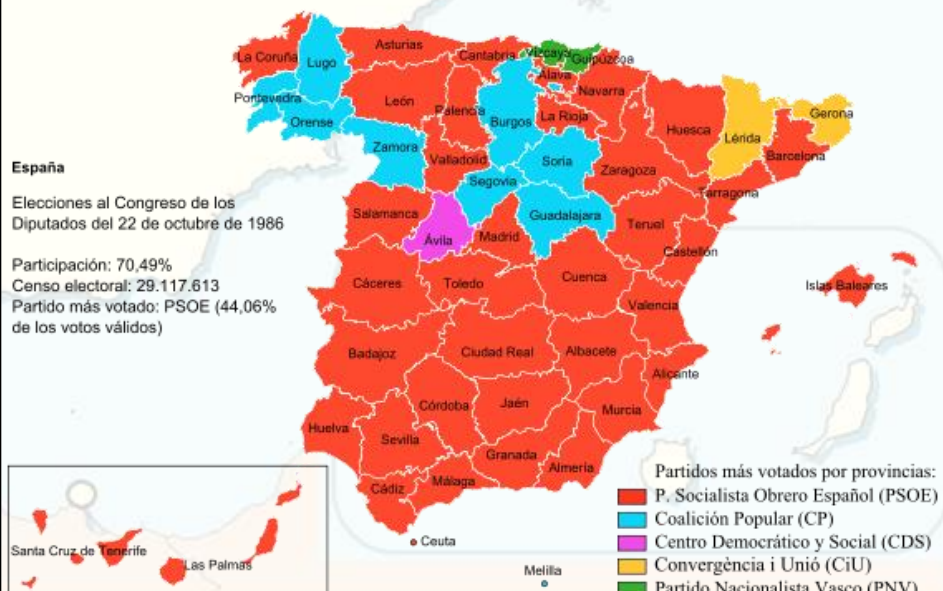 España
Elecciones al Congreso de los
Diputados del 22 de octubre de 1986
Participación: 70,49%
Censo electoral: 29.117.613
Partido más votado: PSOE (44,06%
de los votos válidos)
La Coruña
Lugo
Asturias
Cantabria
Vizcaya
Guipúzcoa
Pontevedra
Orense
León
Palencia
Burgos
Álava
Navarra
La Rioja
Huesca
Lérida
Gerona
Barcelona
Zamora
Valladolid
Segovia
Soria
Zaragoza
Tarragona
Salamanca
Ávila
Madrid
Guadalajara
Teruel
Castellón
Cáceres
Toledo
Cuenca
Valencia
Islas Baleares
Badajoz
Ciudad Real
Albacete
Alicante
Huelva
Córdoba
Jaén
Murcia
Sevilla
Granada
Almería
Cádiz
Málaga
Ceuta
Melilla
Santa Cruz de Tenerife
Las Palmas
Partidos más votados por provincias:
P. Socialista Obrero Español (PSOE)
Coalición Popular (CP)
Centro Democrático y Social (CDS)
Convergència i Unió (CiU)
Partido Nacionalista Vasco (PNV)